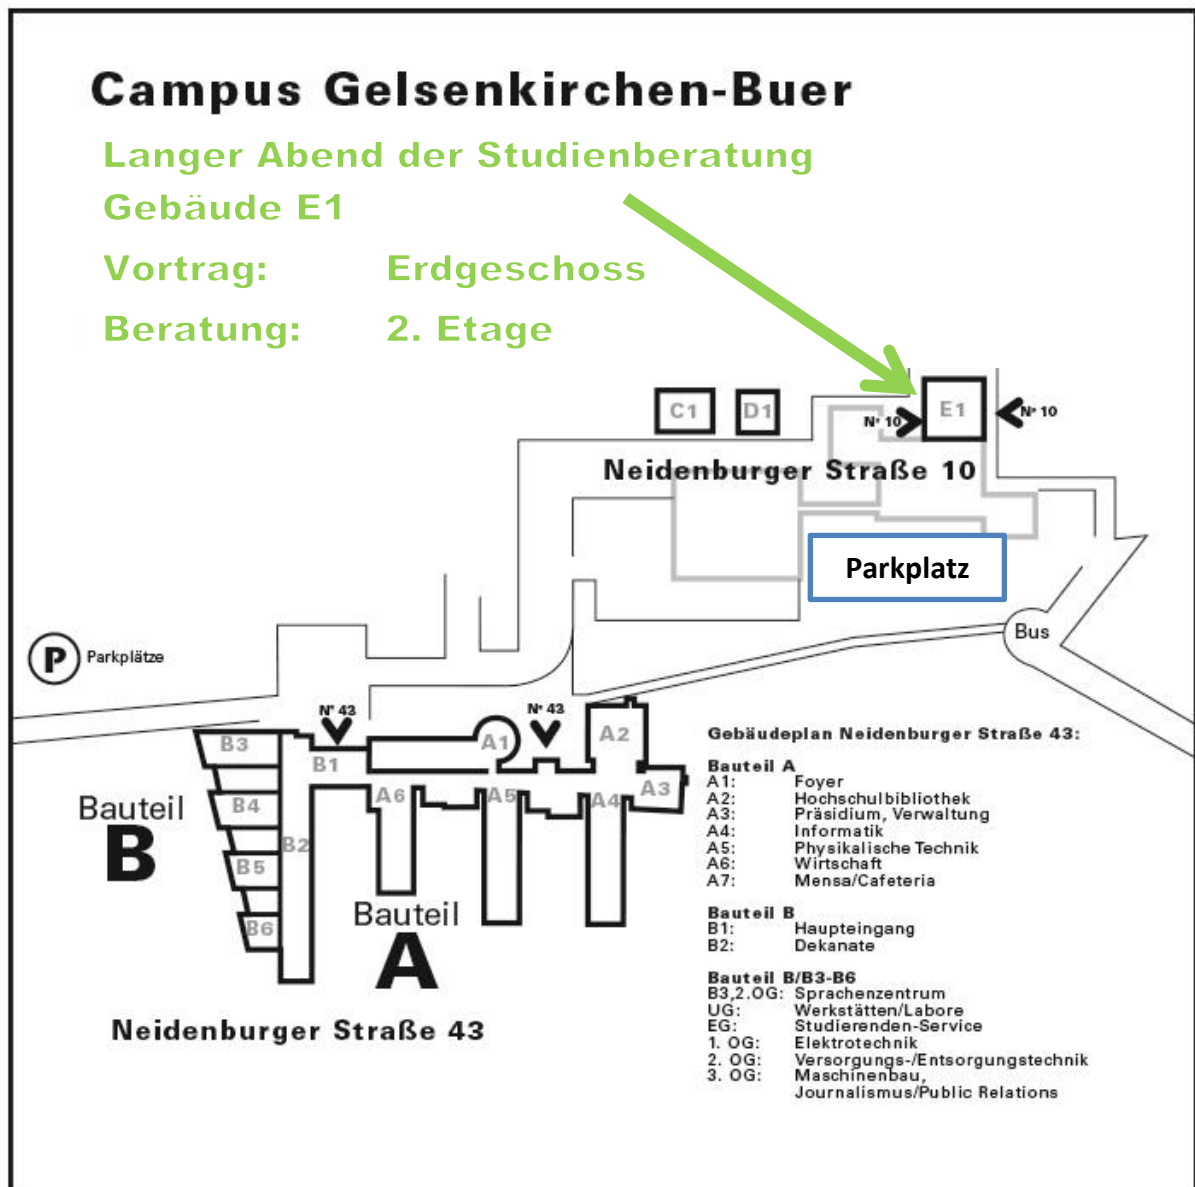 Campus Gelsenkirchen-Buer
Langer Abend der Studienberatung
Gebäude E1
Vortrag: Erdgeschoss
Beratung: 2. Etage
C1
D1
E1
Nº 10
Nº 10
Neidenburger Straße 10
Parkplatz
Bus
P
Parkplätze
Nº 43
Nº 43
B3
B1
A1
A2
A3
B4
A6
A5
A4
B2
B5
B6
Bauteil
B
Bauteil
A
Neidenburger Straße 43
Gebäudeplan Neidenburger Straße 43:
Bauteil A
A1: Foyer
A2: Hochschulbibliothek
A3: Präsidium, Verwaltung
A4: Informatik
A5: Physikalische Technik
A6: Wirtschaft
A7: Mensa/Cafeteria
Bauteil B
B1: Haupteingang
B2: Dekanate
Bauteil B/B3-B6
B3,2.OG: Sprachenzentrum
UG: Werkstätten/Labore
EG: Studierenden-Service
1. OG: Elektrotechnik
2. OG: Versorgungs-/Entsorgungstechnik
3. OG: Maschinenbau,
Journalismus/Public Relations